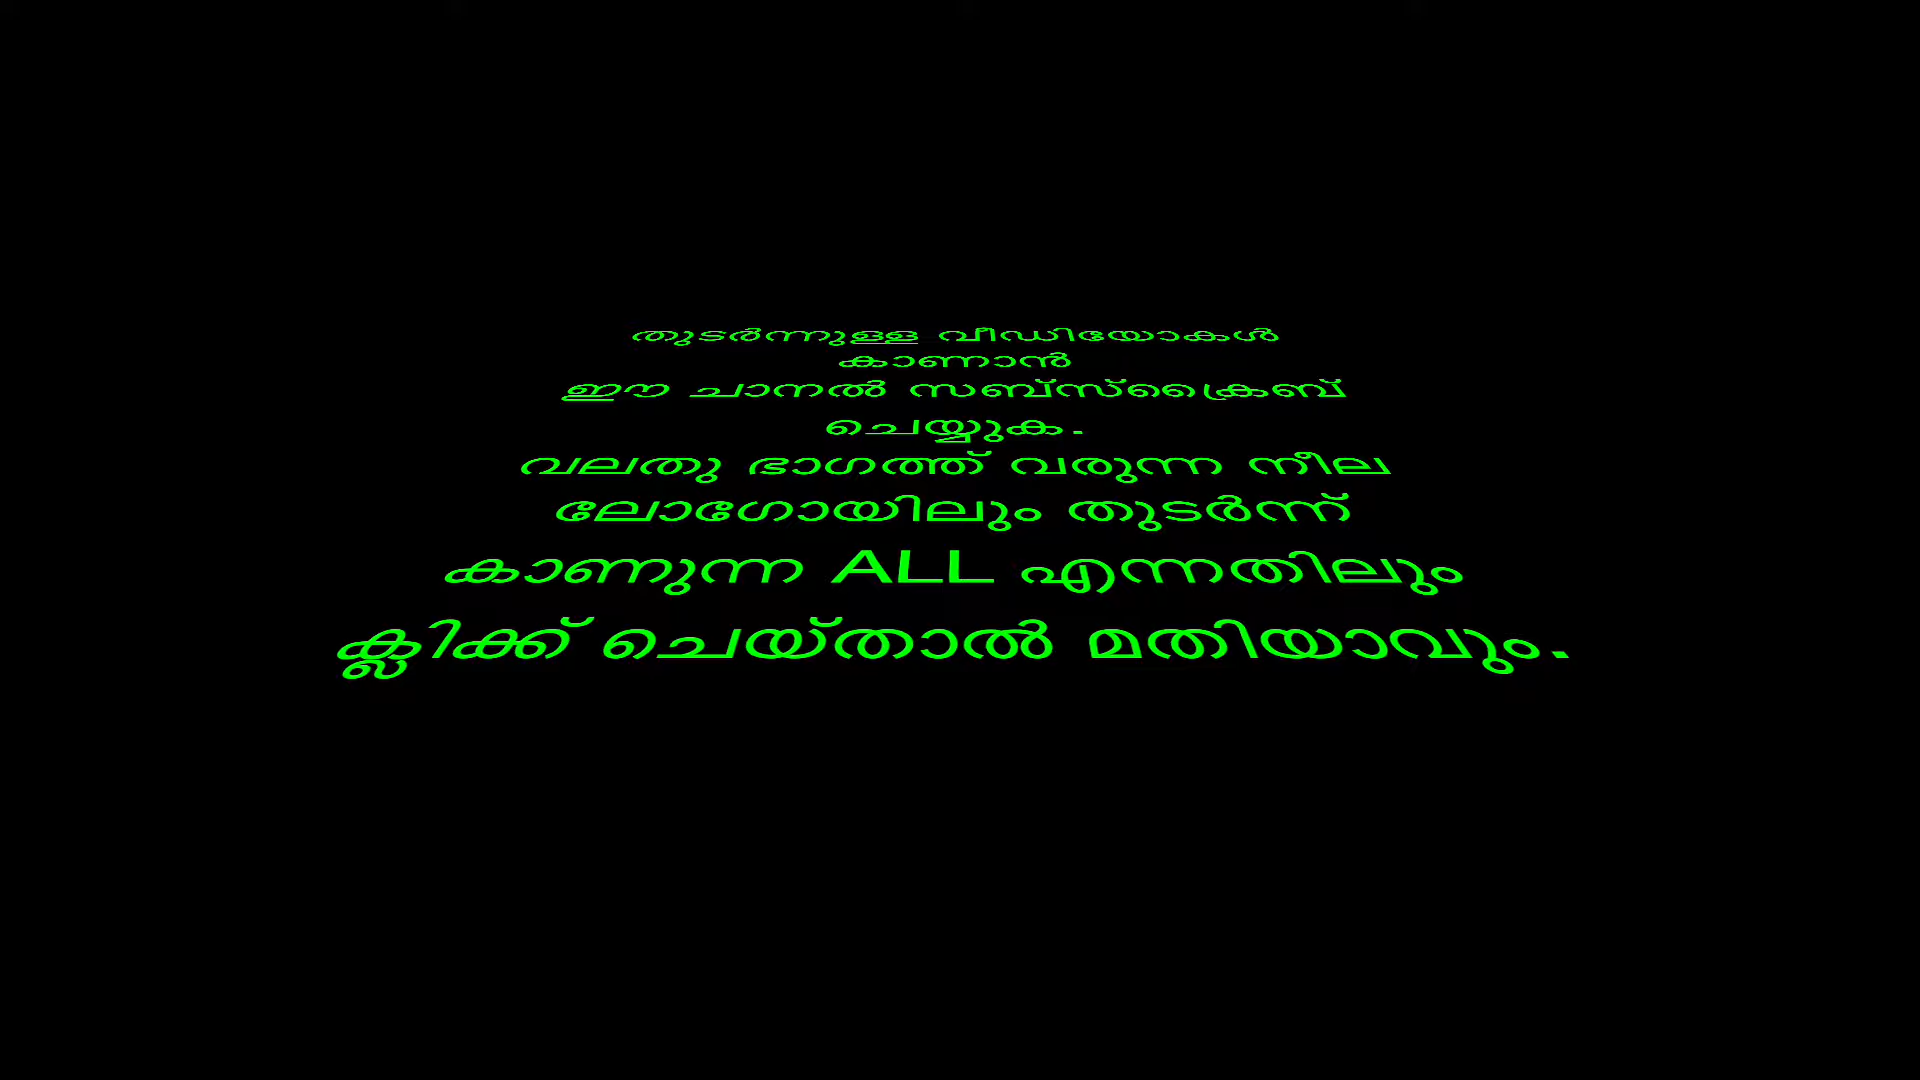 തുടർന്നുള്ള വീഡിയോകൾ
കാണാൻ
ഈ ചാനൽ സബ്സ്ക്രൈബ്
ചെയ്യുക.
വലതു ഭാഗത്ത് വരുന്ന നീല
ലോഗോയിലും തുടർന്ന്
കാണുന്ന ALL എന്നതിലും
ക്ലിക്ക് ചെയ്താൽ മതിയാവും.